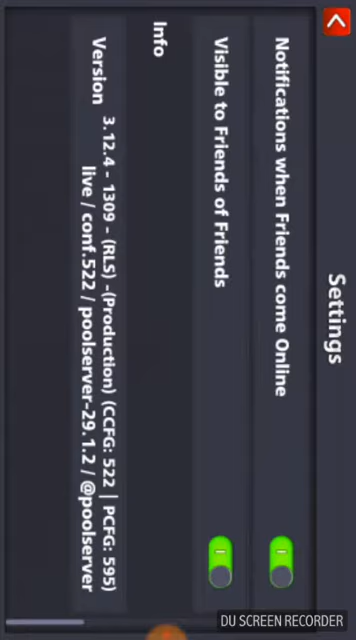 Settings
Notifications when Friends come Online
Visible to Friends of Friends
Info
Version
3.12.4 - 1309 - (RLS) -(Production) (CCFG: 522 | PCFG: 595)
live / conf.522 / poolserver-29.1.2 / @poolserver
DU SCREEN RECORDER